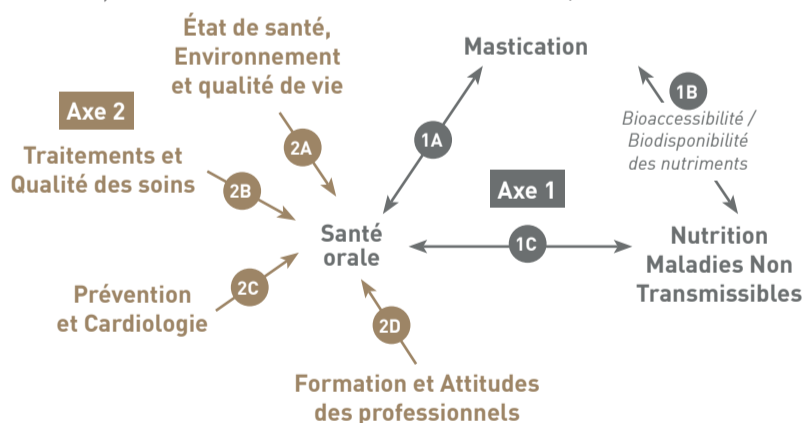 État de santé,
Environnement
et qualité de vie
Mastication
Axe 2
1B
Bioaccessibilité /
Biodisponibilité
des nutriments
2A
1A
Traitements et
Qualité des soins
2B
Axe 1
Santé
orale
1C
Nutrition
Maladies Non
Transmissibles
2C
Prévention
et Cardiologie
2D
Formation et Attitudes
des professionnels